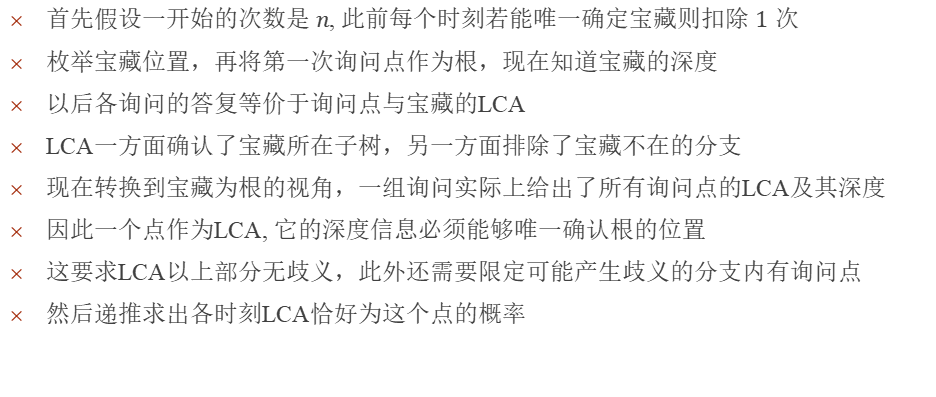 × 首先假设一开始的次数是 n, 此前每个时刻若能唯一确定宝藏则扣除 1 次
× 枚举宝藏位置，再将第一次询问点作为根，现在知道宝藏的深度
× 以后各询问的答复等价于询问点与宝藏的LCA
× LCA一方面确认了宝藏所在子树，另一方面排除了宝藏不在的分支
× 现在转换到宝藏为根的视角，一组询问实际上给出了所有询问点的LCA及其深度
× 因此一个点作为LCA, 它的深度信息必须能够唯一确认根的位置
× 这要求LCA以上部分无歧义，此外还需要限定可能产生歧义的分支内有询问点
× 然后递推求出各时刻LCA恰好为这个点的概率